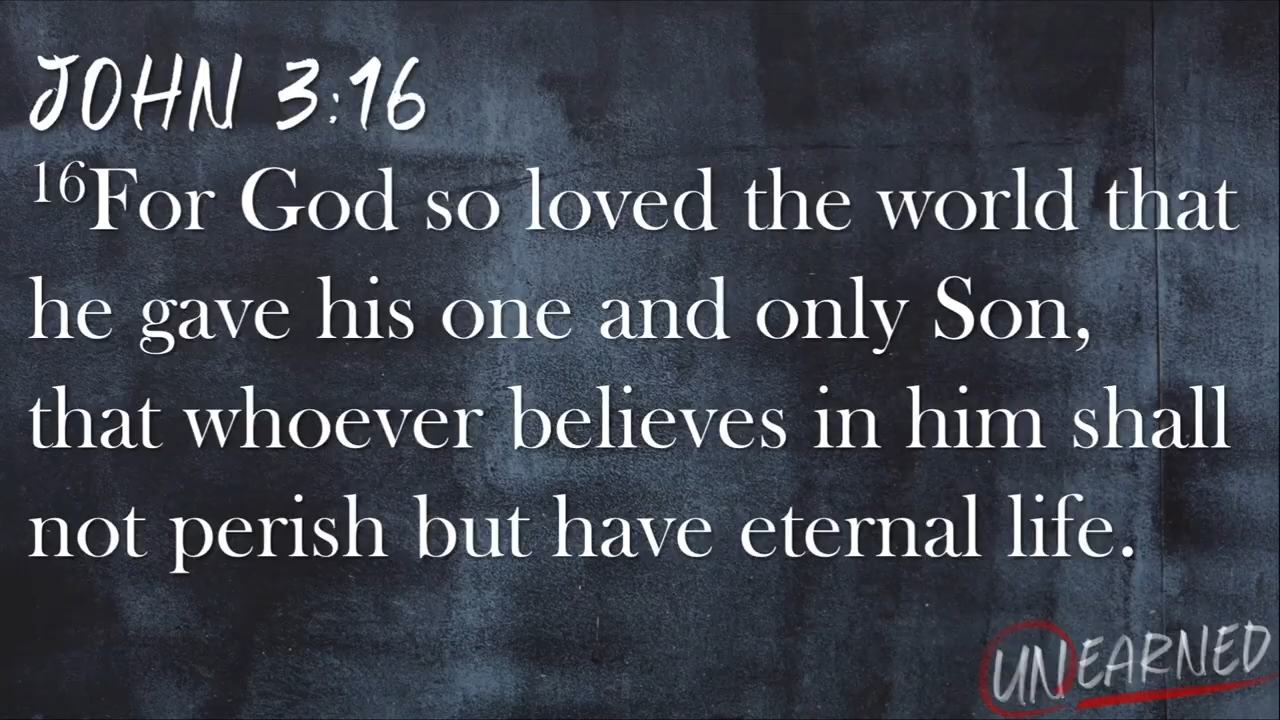 JOHN 3:16
16For God so loved the world that
he gave his one and only Son,
that whoever believes in him shall
not perish but have eternal life.
UNEARNED